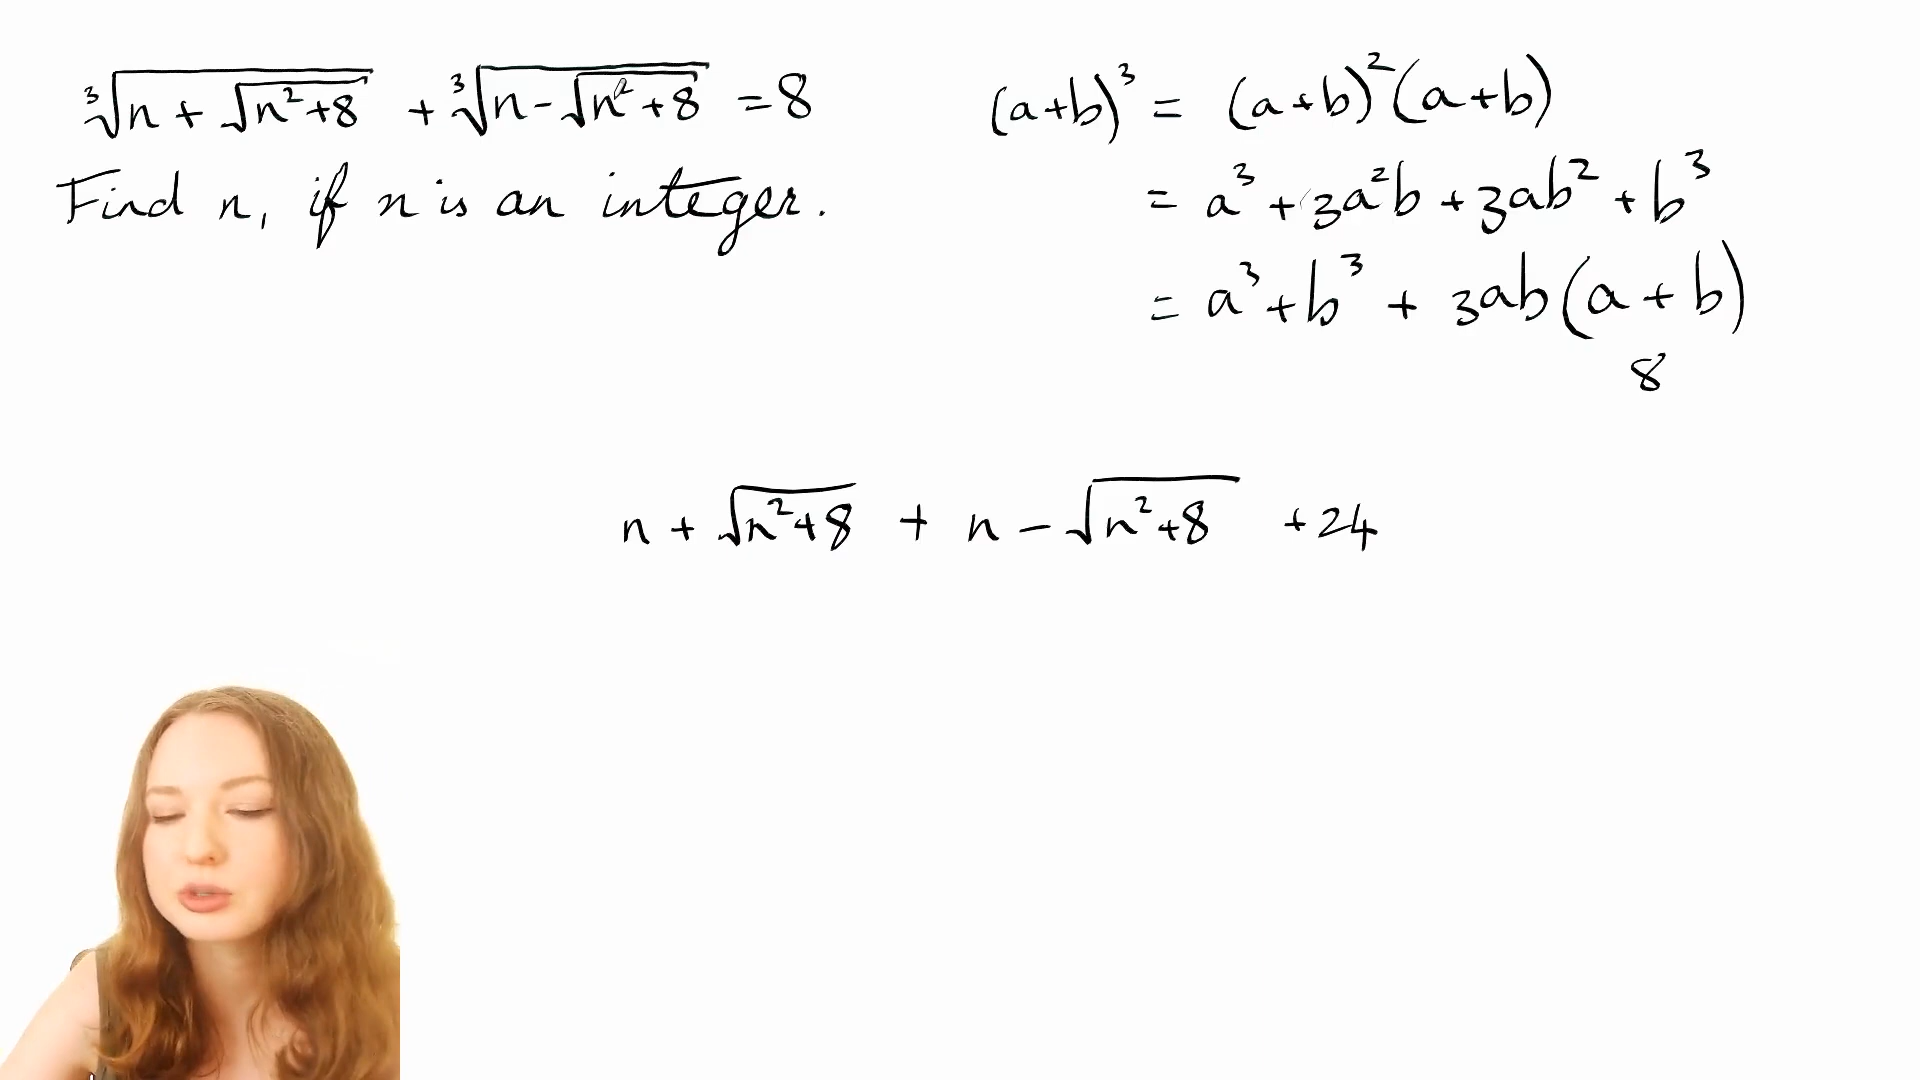 ∛(n + √(n²+8)) + ∛(n - √(n²+8)) = 8
Find n, if n is an integer.
(a+b)³ = (a+b)²(a+b)
= a³ + 3a²b + 3ab² + b³
= a³ + b³ + 3ab(a + b)
8
n + √(n²+8) + n - √(n²+8) + 24